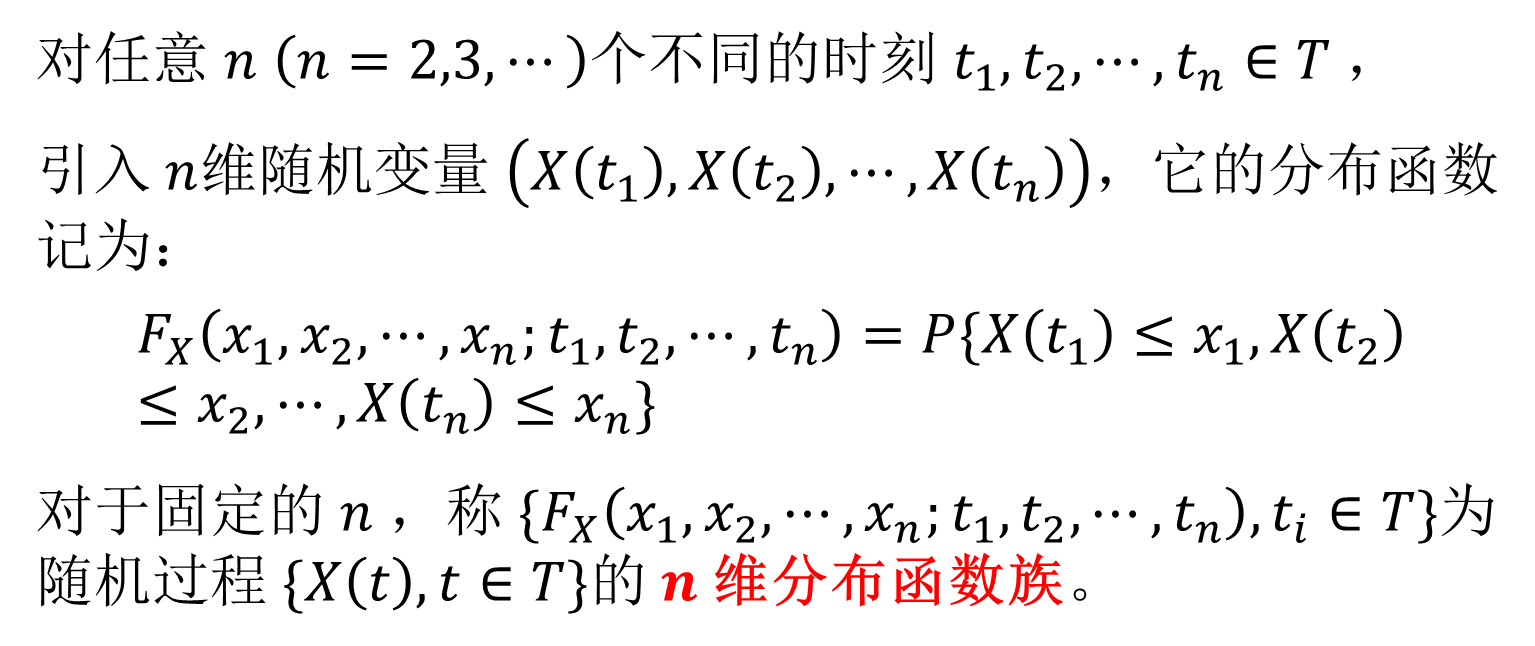 对任意 n (n = 2,3, ⋯ )个不同的时刻 t₁, t₂, ⋯ , tₙ ∈ T ，
引入 n维随机变量 (X(t₁), X(t₂), ⋯ , X(tₙ))，它的分布函数
记为：
F_X(x₁, x₂, ⋯ , xₙ; t₁, t₂, ⋯ , tₙ) = P{X(t₁) ≤ x₁, X(t₂)
≤ x₂, ⋯ , X(tₙ) ≤ xₙ}
对于固定的 n ，称 {F_X(x₁, x₂, ⋯ , xₙ; t₁, t₂, ⋯ , tₙ), tᵢ ∈ T}为
随机过程 {X(t), t ∈ T}的 n 维分布函数族。